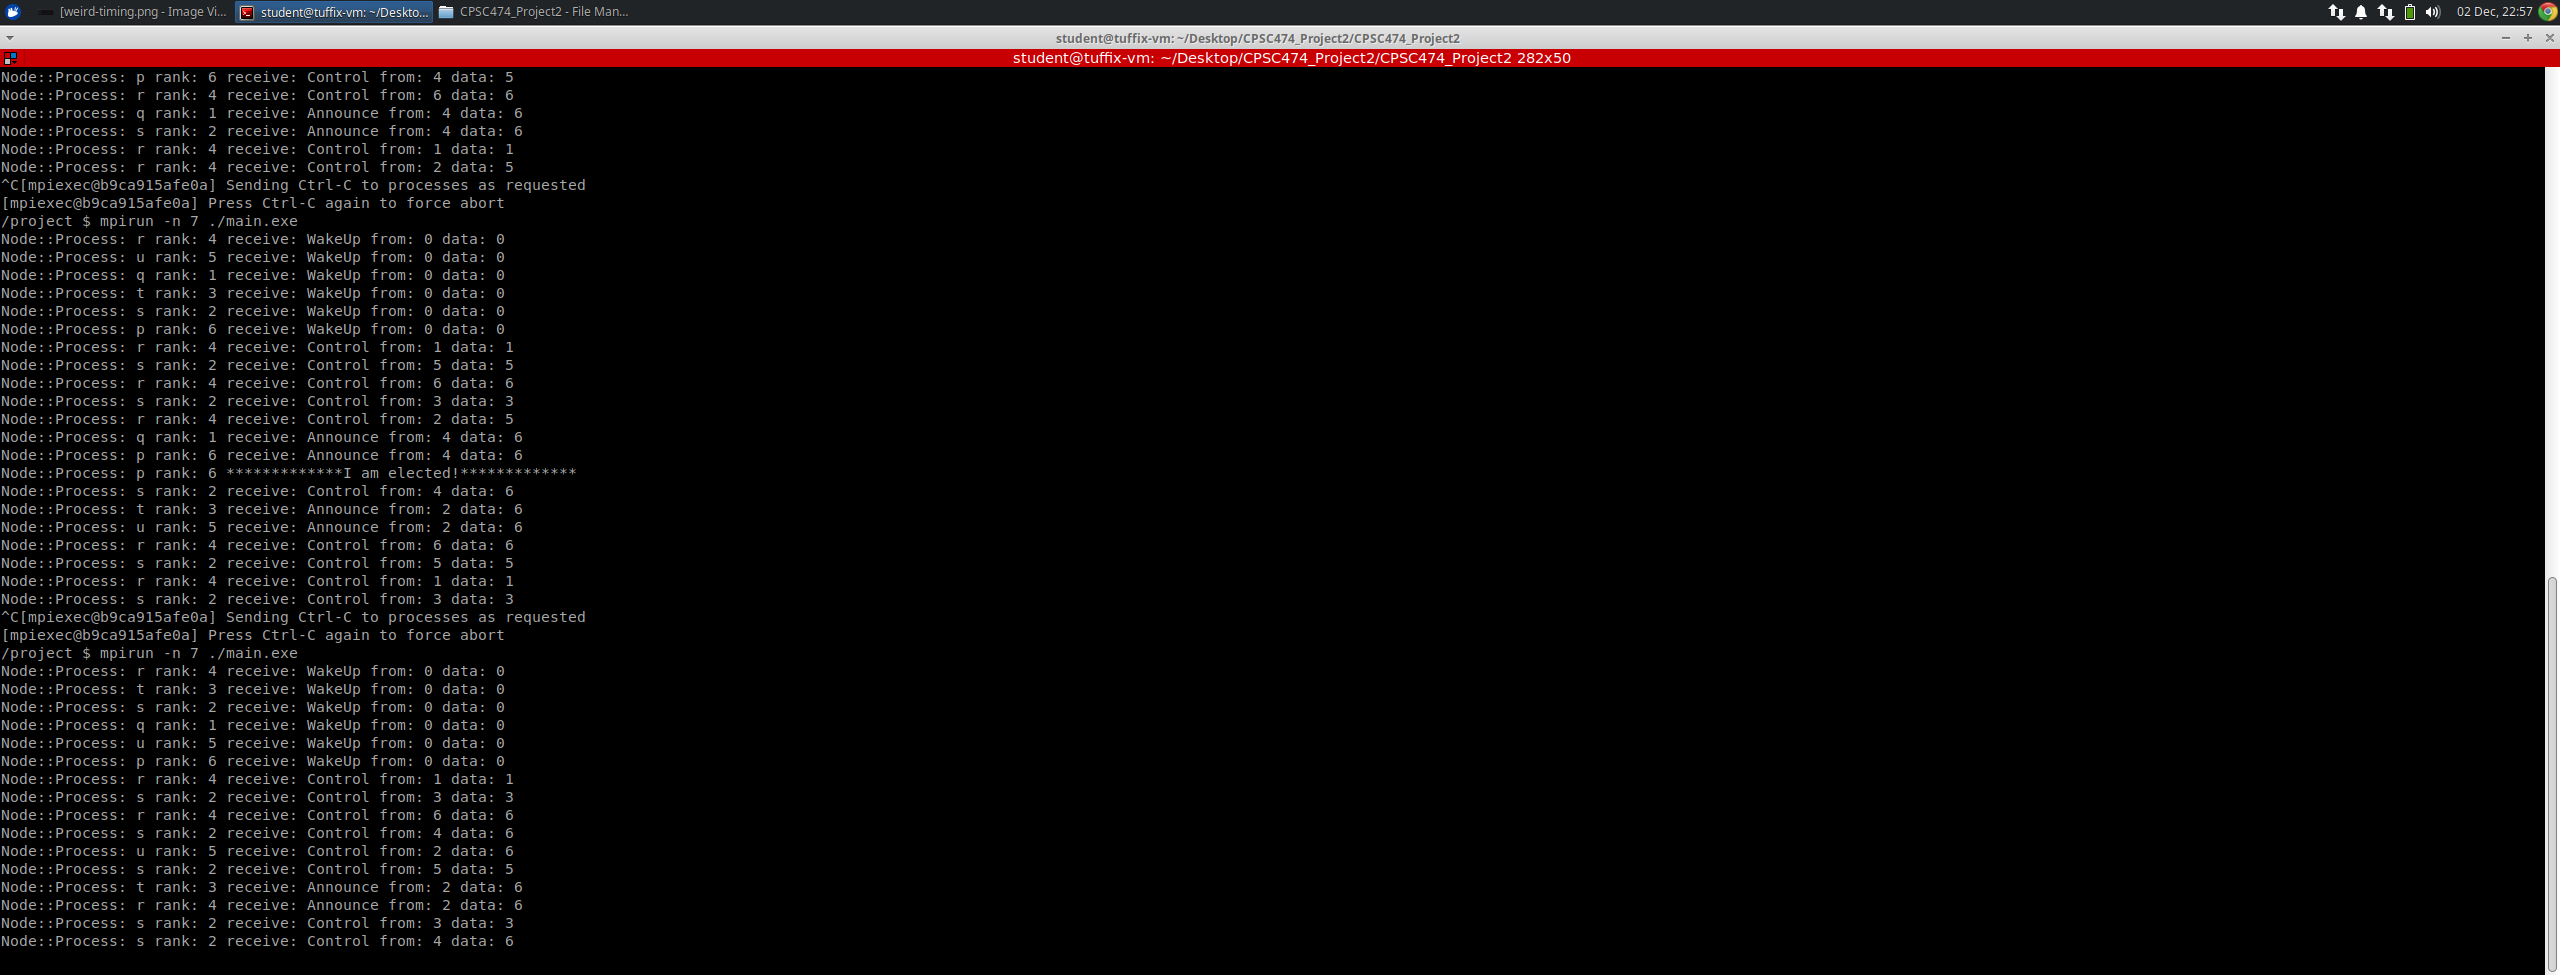 [weird-timing.png - Image Vi... student@tuffix-vm: ~/Deskto... CPSC474_Project2 - File Man... 02 Dec, 22:57
student@tuffix-vm: ~/Desktop/CPSC474_Project2/CPSC474_Project2
student@tuffix-vm: ~/Desktop/CPSC474_Project2/CPSC474_Project2 282x50
Node::Process: p rank: 6 receive: Control from: 4 data: 5
Node::Process: r rank: 4 receive: Control from: 6 data: 6
Node::Process: q rank: 1 receive: Announce from: 4 data: 6
Node::Process: s rank: 2 receive: Announce from: 4 data: 6
Node::Process: r rank: 4 receive: Control from: 1 data: 1
Node::Process: r rank: 4 receive: Control from: 2 data: 5
^C[mpiexec@b9ca915afe0a] Sending Ctrl-C to processes as requested
[mpiexec@b9ca915afe0a] Press Ctrl-C again to force abort
/project $ mpirun -n 7 ./main.exe
Node::Process: r rank: 4 receive: WakeUp from: 0 data: 0
Node::Process: u rank: 5 receive: WakeUp from: 0 data: 0
Node::Process: q rank: 1 receive: WakeUp from: 0 data: 0
Node::Process: t rank: 3 receive: WakeUp from: 0 data: 0
Node::Process: s rank: 2 receive: WakeUp from: 0 data: 0
Node::Process: p rank: 6 receive: WakeUp from: 0 data: 0
Node::Process: r rank: 4 receive: Control from: 1 data: 1
Node::Process: s rank: 2 receive: Control from: 5 data: 5
Node::Process: r rank: 4 receive: Control from: 6 data: 6
Node::Process: s rank: 2 receive: Control from: 3 data: 3
Node::Process: r rank: 4 receive: Control from: 2 data: 5
Node::Process: q rank: 1 receive: Announce from: 4 data: 6
Node::Process: p rank: 6 receive: Announce from: 4 data: 6
Node::Process: p rank: 6 *************I am elected!*************
Node::Process: s rank: 2 receive: Control from: 4 data: 6
Node::Process: t rank: 3 receive: Announce from: 2 data: 6
Node::Process: u rank: 5 receive: Announce from: 2 data: 6
Node::Process: r rank: 4 receive: Control from: 6 data: 6
Node::Process: s rank: 2 receive: Control from: 5 data: 5
Node::Process: r rank: 4 receive: Control from: 1 data: 1
Node::Process: s rank: 2 receive: Control from: 3 data: 3
^C[mpiexec@b9ca915afe0a] Sending Ctrl-C to processes as requested
[mpiexec@b9ca915afe0a] Press Ctrl-C again to force abort
/project $ mpirun -n 7 ./main.exe
Node::Process: r rank: 4 receive: WakeUp from: 0 data: 0
Node::Process: t rank: 3 receive: WakeUp from: 0 data: 0
Node::Process: s rank: 2 receive: WakeUp from: 0 data: 0
Node::Process: q rank: 1 receive: WakeUp from: 0 data: 0
Node::Process: u rank: 5 receive: WakeUp from: 0 data: 0
Node::Process: p rank: 6 receive: WakeUp from: 0 data: 0
Node::Process: r rank: 4 receive: Control from: 1 data: 1
Node::Process: s rank: 2 receive: Control from: 3 data: 3
Node::Process: r rank: 4 receive: Control from: 6 data: 6
Node::Process: s rank: 2 receive: Control from: 4 data: 6
Node::Process: u rank: 5 receive: Control from: 2 data: 6
Node::Process: s rank: 2 receive: Control from: 5 data: 5
Node::Process: t rank: 3 receive: Announce from: 2 data: 6
Node::Process: r rank: 4 receive: Announce from: 2 data: 6
Node::Process: s rank: 2 receive: Control from: 3 data: 3
Node::Process: s rank: 2 receive: Control from: 4 data: 6